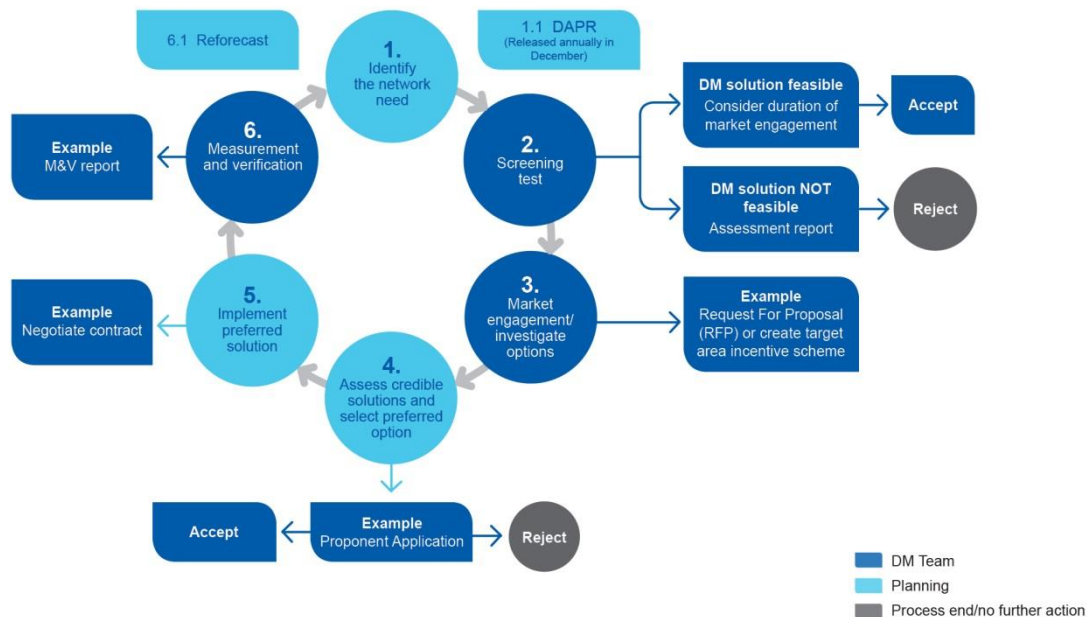 6.1 Reforecast
1.
Identify
the network
need
1.1 DAPR
(Released annually in
December)
DM solution feasible
Consider duration of
market engagement
Accept
6.
Measurement
and verification
2.
Screening
test
Example
M&V report
DM solution NOT
feasible
Assessment report
Reject
5.
Implement
preferred
solution
3.
Market
engagement/
investigate
options
Example
Request For Proposal
(RFP) or create target
area incentive scheme
Example
Negotiate contract
4.
Assess credible
solutions and
select preferred
option
Accept
Example
Proponent Application
Reject
DM Team
Planning
Process end/no further action